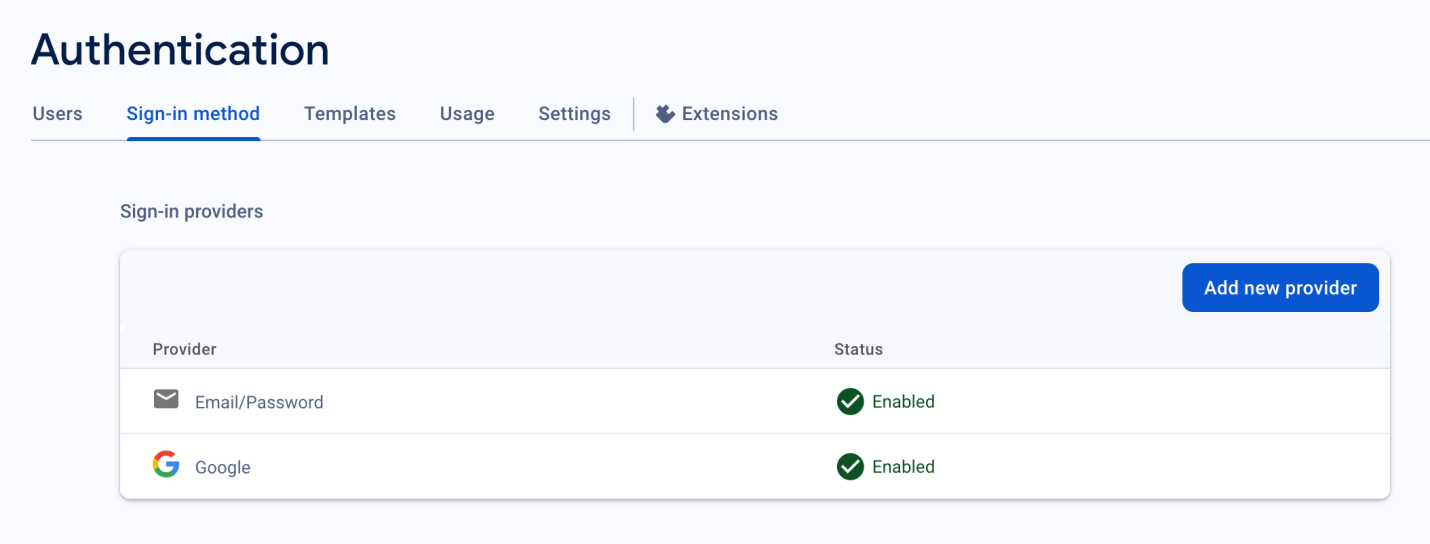 Authentication
Users Sign-in method Templates Usage Settings Extensions
Sign-in providers
Add new provider
Provider Status
Email/Password Enabled
Google Enabled